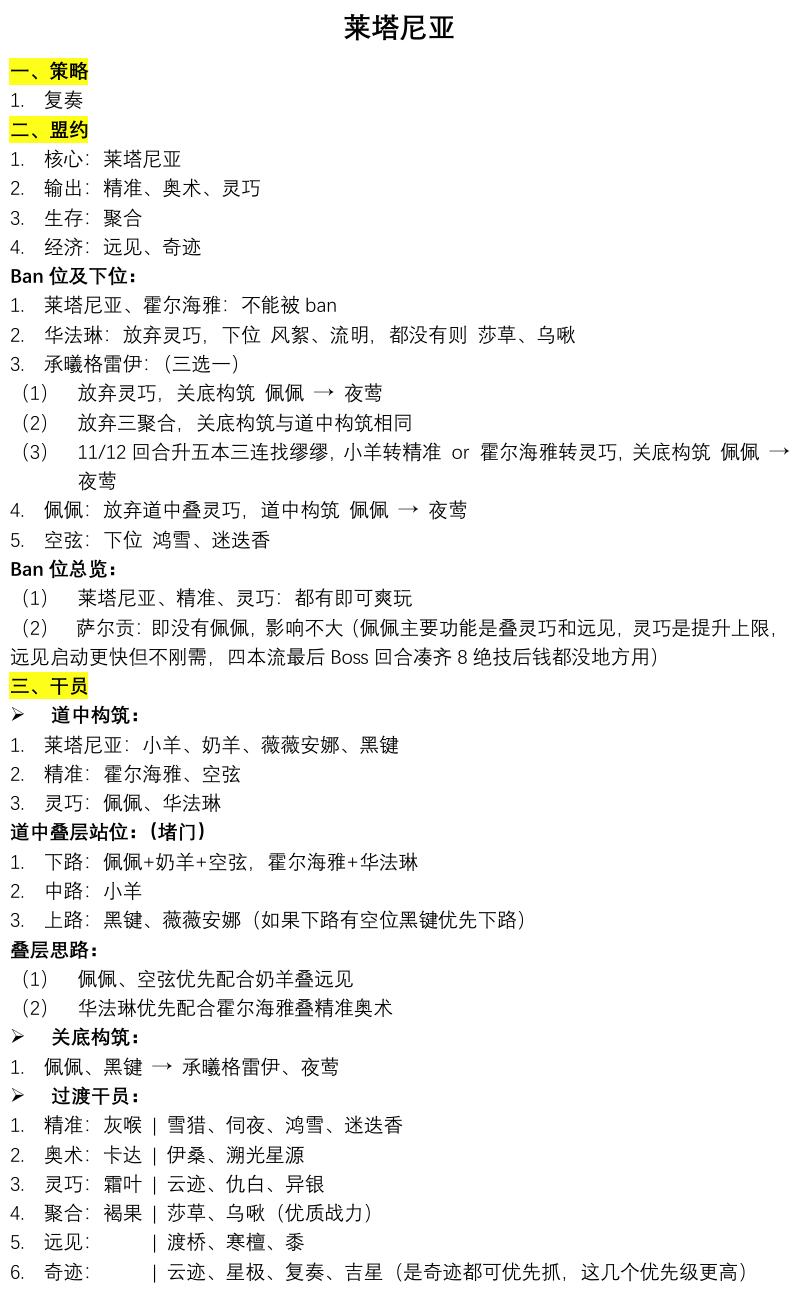 莱塔尼亚
一、策略
1. 复奏
二、盟约
1. 核心：莱塔尼亚
2. 输出：精准、奥术、灵巧
3. 生存：聚合
4. 经济：远见、奇迹
Ban 位及下位：
1. 莱塔尼亚、霍尔海雅：不能被 ban
2. 华法琳：放弃灵巧，下位 风絮、流明，都没有则 莎草、乌啾
3. 承曦格雷伊：（三选一）
（1） 放弃灵巧，关底构筑 佩佩 → 夜莺
（2） 放弃三聚合，关底构筑与道中构筑相同
（3） 11/12 回合升五本三连找缪缪，小羊转精准 or 霍尔海雅转灵巧，关底构筑 佩佩 →
夜莺
4. 佩佩：放弃道中叠灵巧，道中构筑 佩佩 → 夜莺
5. 空弦：下位 鸿雪、迷迭香
Ban 位总览：
（1） 莱塔尼亚、精准、灵巧：都有即可爽玩
（2） 萨尔贡：即没有佩佩，影响不大（佩佩主要功能是叠灵巧和远见，灵巧是提升上限，
远见启动更快但不刚需，四本流最后 Boss 回合凑齐 8 绝技后钱都没地方用）
三、干员
➢ 道中构筑：
1. 莱塔尼亚：小羊、奶羊、薇薇安娜、黑键
2. 精准：霍尔海雅、空弦
3. 灵巧：佩佩、华法琳
道中叠层站位：（堵门）
1. 下路：佩佩+奶羊+空弦，霍尔海雅+华法琳
2. 中路：小羊
3. 上路：黑键、薇薇安娜（如果下路有空位黑键优先下路）
叠层思路：
（1） 佩佩、空弦优先配合奶羊叠远见
（2） 华法琳优先配合霍尔海雅叠精准奥术
➢ 关底构筑：
1. 佩佩、黑键 → 承曦格雷伊、夜莺
➢ 过渡干员：
1. 精准：灰喉 | 雪猎、伺夜、鸿雪、迷迭香
2. 奥术：卡达 | 伊桑、溯光星源
3. 灵巧：霜叶 | 云迹、仇白、异银
4. 聚合：褐果 | 莎草、乌啾（优质战力）
5. 远见： | 渡桥、寒檀、黍
6. 奇迹： | 云迹、星极、复奏、吉星（是奇迹都可优先抓，这几个优先级更高）